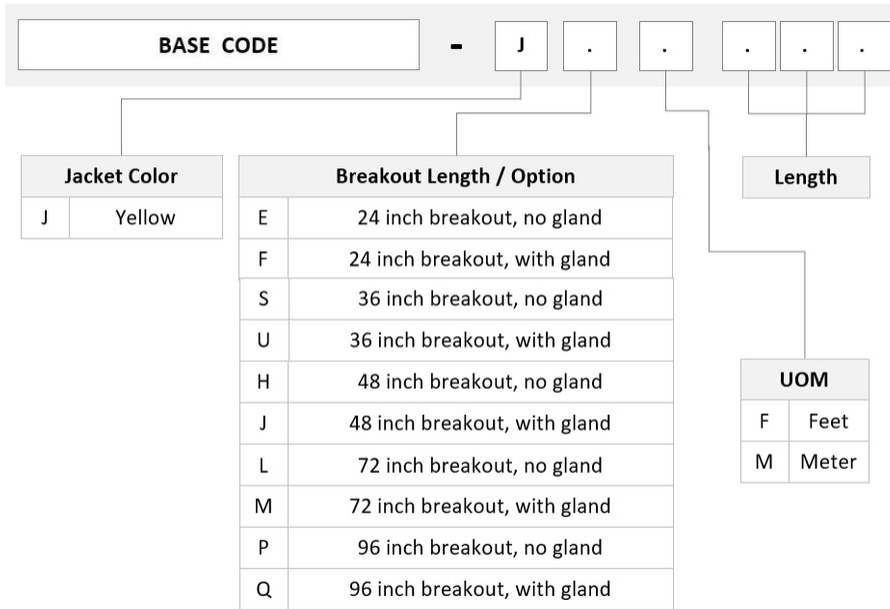 BASE CODE - J . . . . .
Jacket Color
J Yellow
Breakout Length / Option
E 24 inch breakout, no gland
F 24 inch breakout, with gland
S 36 inch breakout, no gland
U 36 inch breakout, with gland
H 48 inch breakout, no gland
J 48 inch breakout, with gland
L 72 inch breakout, no gland
M 72 inch breakout, with gland
P 96 inch breakout, no gland
Q 96 inch breakout, with gland
Length
UOM
F Feet
M Meter